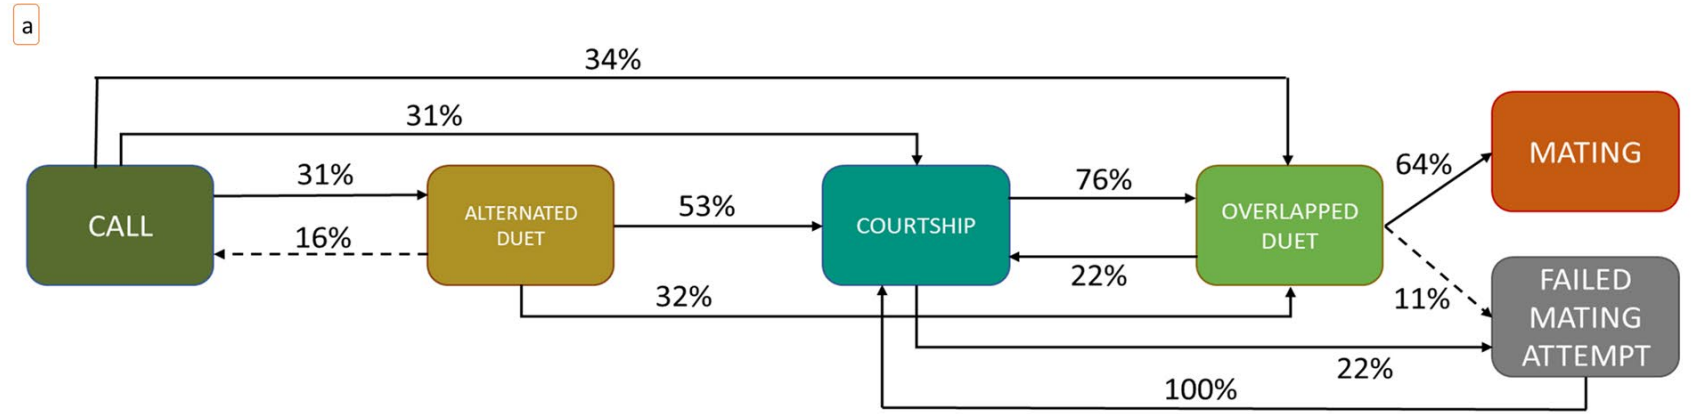 a
34%
31%
31%
16%
CALL
ALTERNATED
DUET
53%
32%
COURTSHIP
76%
22%
OVERLAPPED
DUET
64%
11%
MATING
FAILED
MATING
ATTEMPT
22%
100%